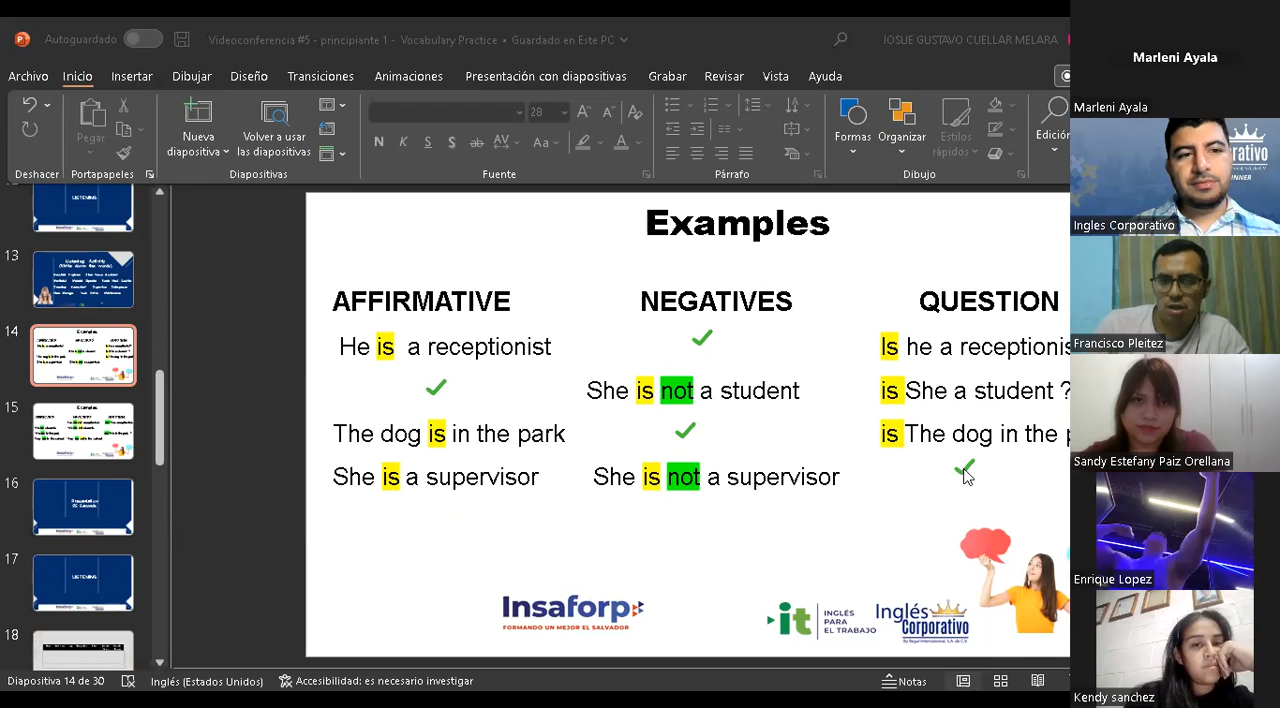 Autoguardado
Videoconferencia #5 - principiante 1 - Vocabulary Practice • Guardado en Este PC
JOSUE GUSTAVO CUELLAR MELARA
Archivo Inicio Insertar Dibujar Diseño Transiciones Animaciones Presentación con diapositivas Grabar Revisar Vista Ayuda
Pegar
Nueva diapositiva
Volver a usar las diapositivas
28
N K S S ab AV Aa A
Formas Organizar Estilos rápidos Edición
Deshacer Portapapeles Diapositivas Fuente Párrafo Dibujo
LISTENING
13
14
15
16
17
LISTENING
18
Examples
AFFIRMATIVE NEGATIVES QUESTION
He is a receptionist
Is he a receptionis
She is not a student
is She a student ?
The dog is in the park
is The dog in the p
She is a supervisor
She is not a supervisor
Insaforp
FORMANDO UN MEJOR EL SALVADOR
it INGLÉS PARA EL TRABAJO
Inglés Corporativo
Diapositiva 14 de 30
Inglés (Estados Unidos)
Accesibilidad: es necesario investigar
Notas
Marleni Ayala
Marleni Ayala
Ingles Corporativo
Francisco Pleitez
Sandy Estefany Paiz Orellana
Enrique Lopez
Kendy sanchez